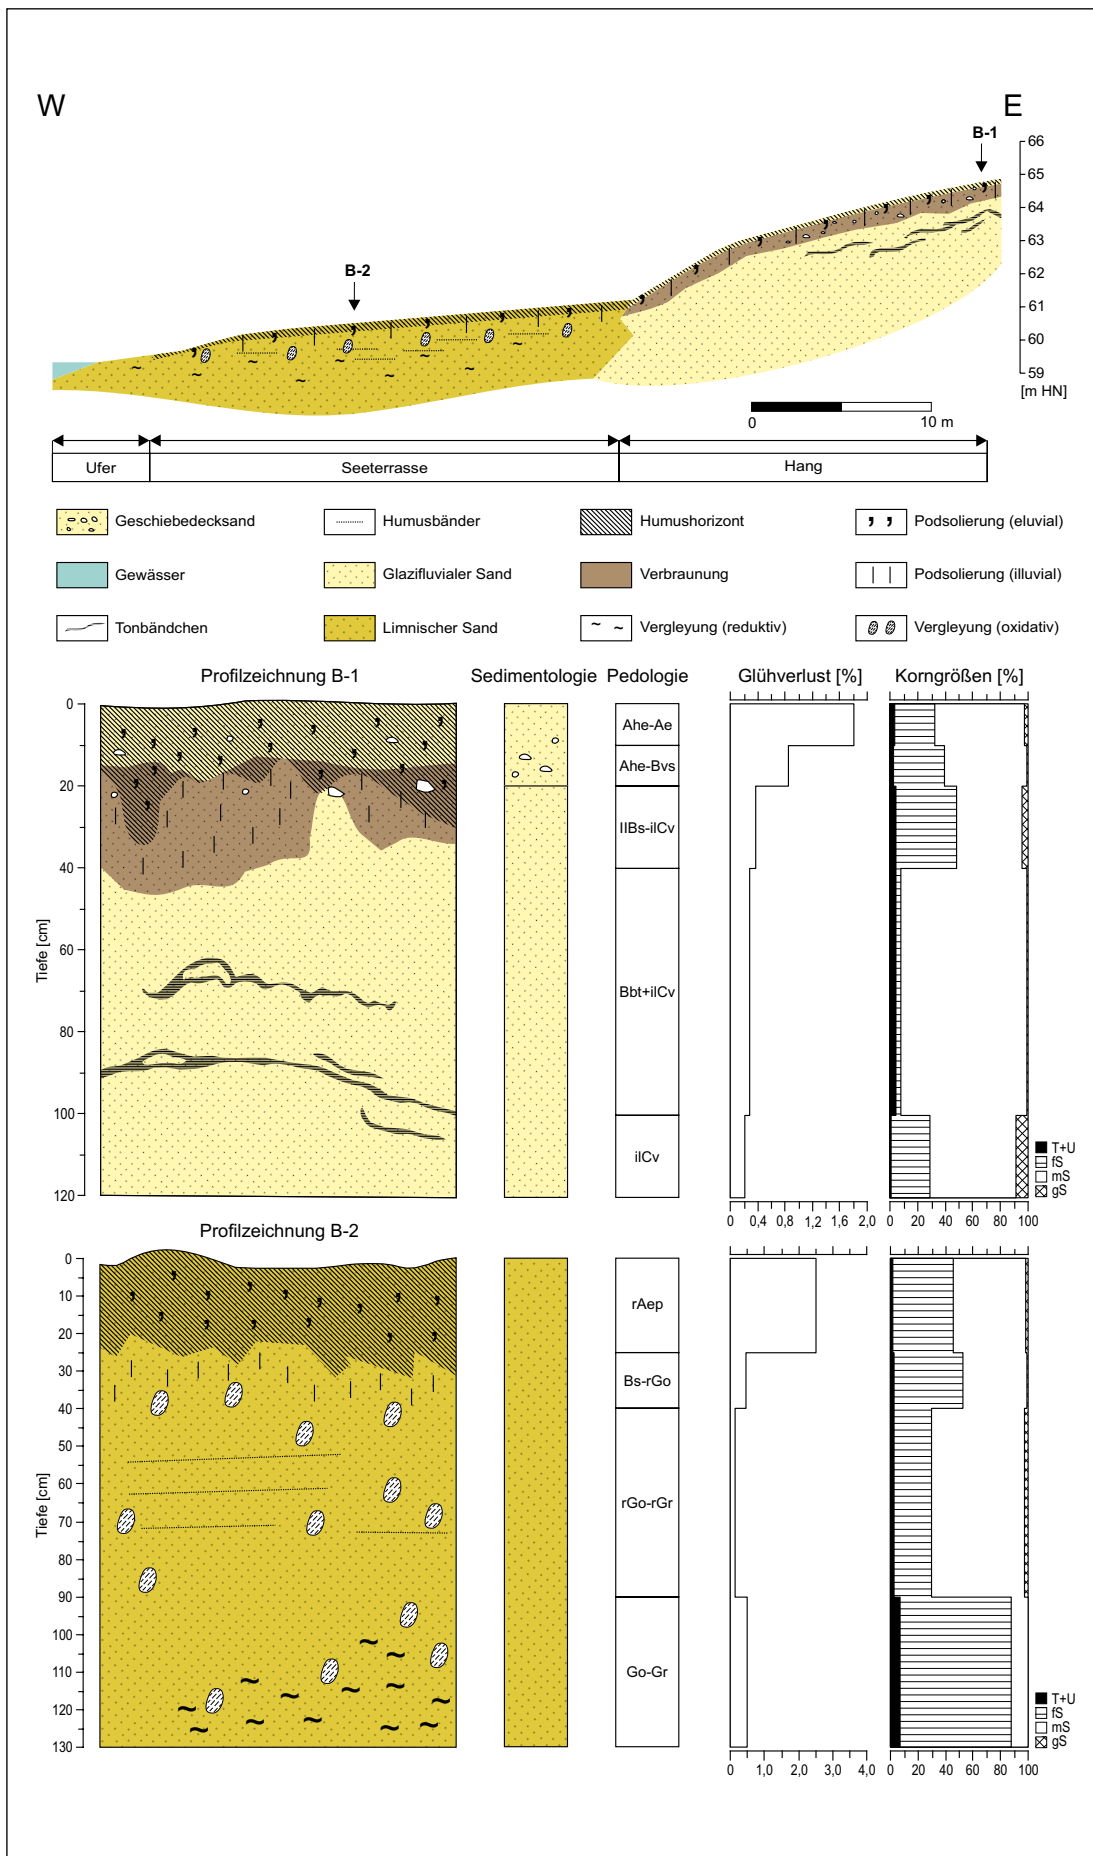 W
E
B-1
B-2
66
65
64
63
62
61
60
59
[m HN]
0 10 m
Ufer Seeterrasse Hang
Geschiebedecksand Humusbänder Humushorizont Podsolierung (eluvial)
Gewässer Glazifluvialer Sand Verbraunung Podsolierung (illuvial)
Tonbändchen Limnischer Sand Vergleyung (reduktiv) Vergleyung (oxidativ)
Profilzeichnung B-1 Sedimentologie Pedologie Glühverlust [%] Korngrößen [%]
Tiefe [cm]
0
20
40
60
80
100
120
Ahe-Ae
Ahe-Bvs
IIBs-ilCv
Bbt+ilCv
ilCv
0 0,4 1,2 1,6 2,0
0 20 40 60 80 100
T+U
fS
mS
gS
Profilzeichnung B-2
Tiefe [cm]
0
10
20
30
40
50
60
70
80
90
100
110
120
130
rAep
Bs-rGo
rGo-rGr
Go-Gr
0 1,0 2,0 3,0 4,0
0 20 40 60 80 100
T+U
fS
mS
gS